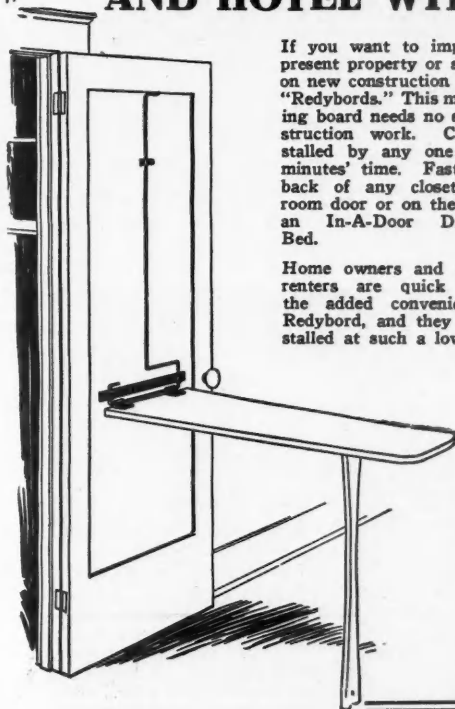 AND HOTEL WI
If you want to imp
present property or a
on new construction
"Redybords." This m
ing board needs no e
struction work. C
stalled by any one
minutes' time. Fast
back of any closet
room door or on the
an In-A-Door D
Bed.
Home owners and
renters are quick
the added convenie
Redybord, and they
stalled at such a lov